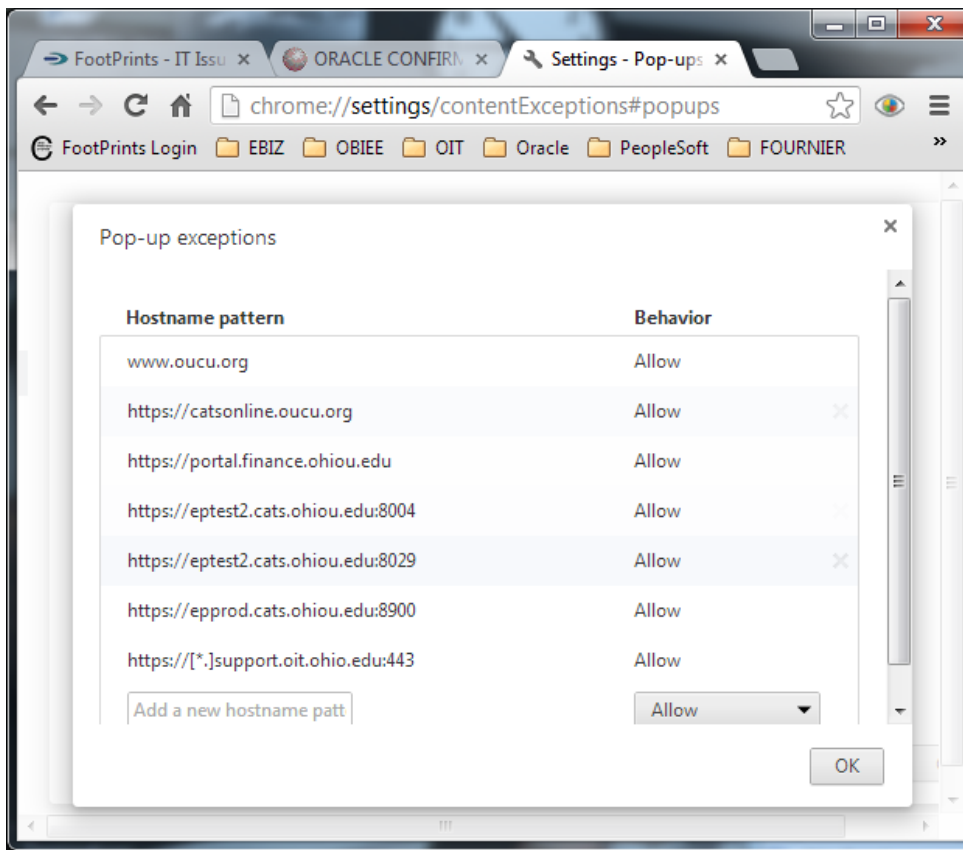 FootPrints - IT Issu
ORACLE CONFIRM
Settings - Pop-ups
chrome://settings/contentExceptions#popups
FootPrints Login EBIZ OBIEE OIT Oracle PeopleSoft FOURNIER »
Pop-up exceptions
Hostname pattern Behavior
www.oucu.org Allow
https://catsonline.oucu.org Allow
https://portal.finance.ohiou.edu Allow
https://eptest2.cats.ohiou.edu:8004 Allow
https://eptest2.cats.ohiou.edu:8029 Allow
https://epprod.cats.ohiou.edu:8900 Allow
https://[*.]support.oit.ohio.edu:443 Allow
Add a new hostname patt Allow
OK